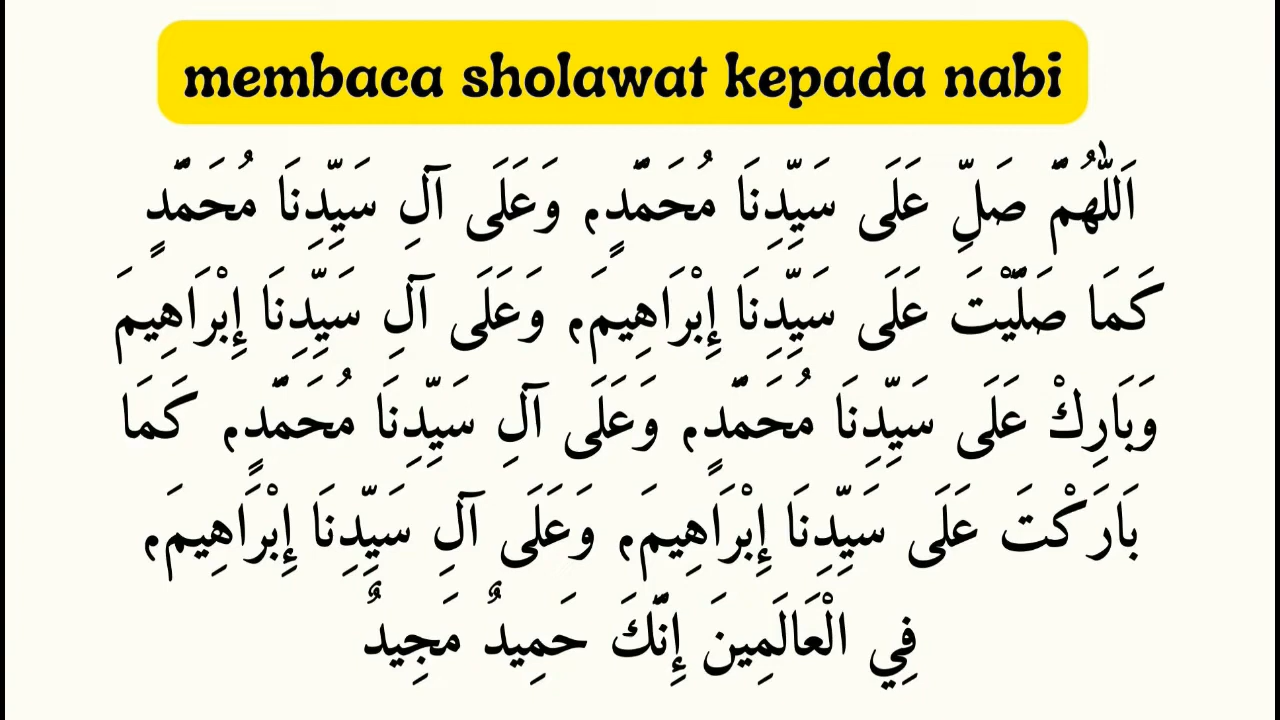 membaca sholawat kepada nabi
اَللّٰهُمَّ صَلِّ عَلَى سَيِّدِنَا مُحَمَّدٍ، وَعَلَى آلِ سَيِّدِنَا مُحَمَّدٍ
كَمَا صَلَّيْتَ عَلَى سَيِّدِنَا إِبْرَاهِيمَ، وَعَلَى آلِ سَيِّدِنَا إِبْرَاهِيمَ
وَبَارِكْ عَلَى سَيِّدِنَا مُحَمَّدٍ، وَعَلَى آلِ سَيِّدِنَا مُحَمَّدٍ، كَمَا
بَارَكْتَ عَلَى سَيِّدِنَا إِبْرَاهِيمَ، وَعَلَى آلِ سَيِّدِنَا إِبْرَاهِيمَ،
فِي الْعَالَمِينَ إِنَّكَ حَمِيدٌ مَجِيدٌ